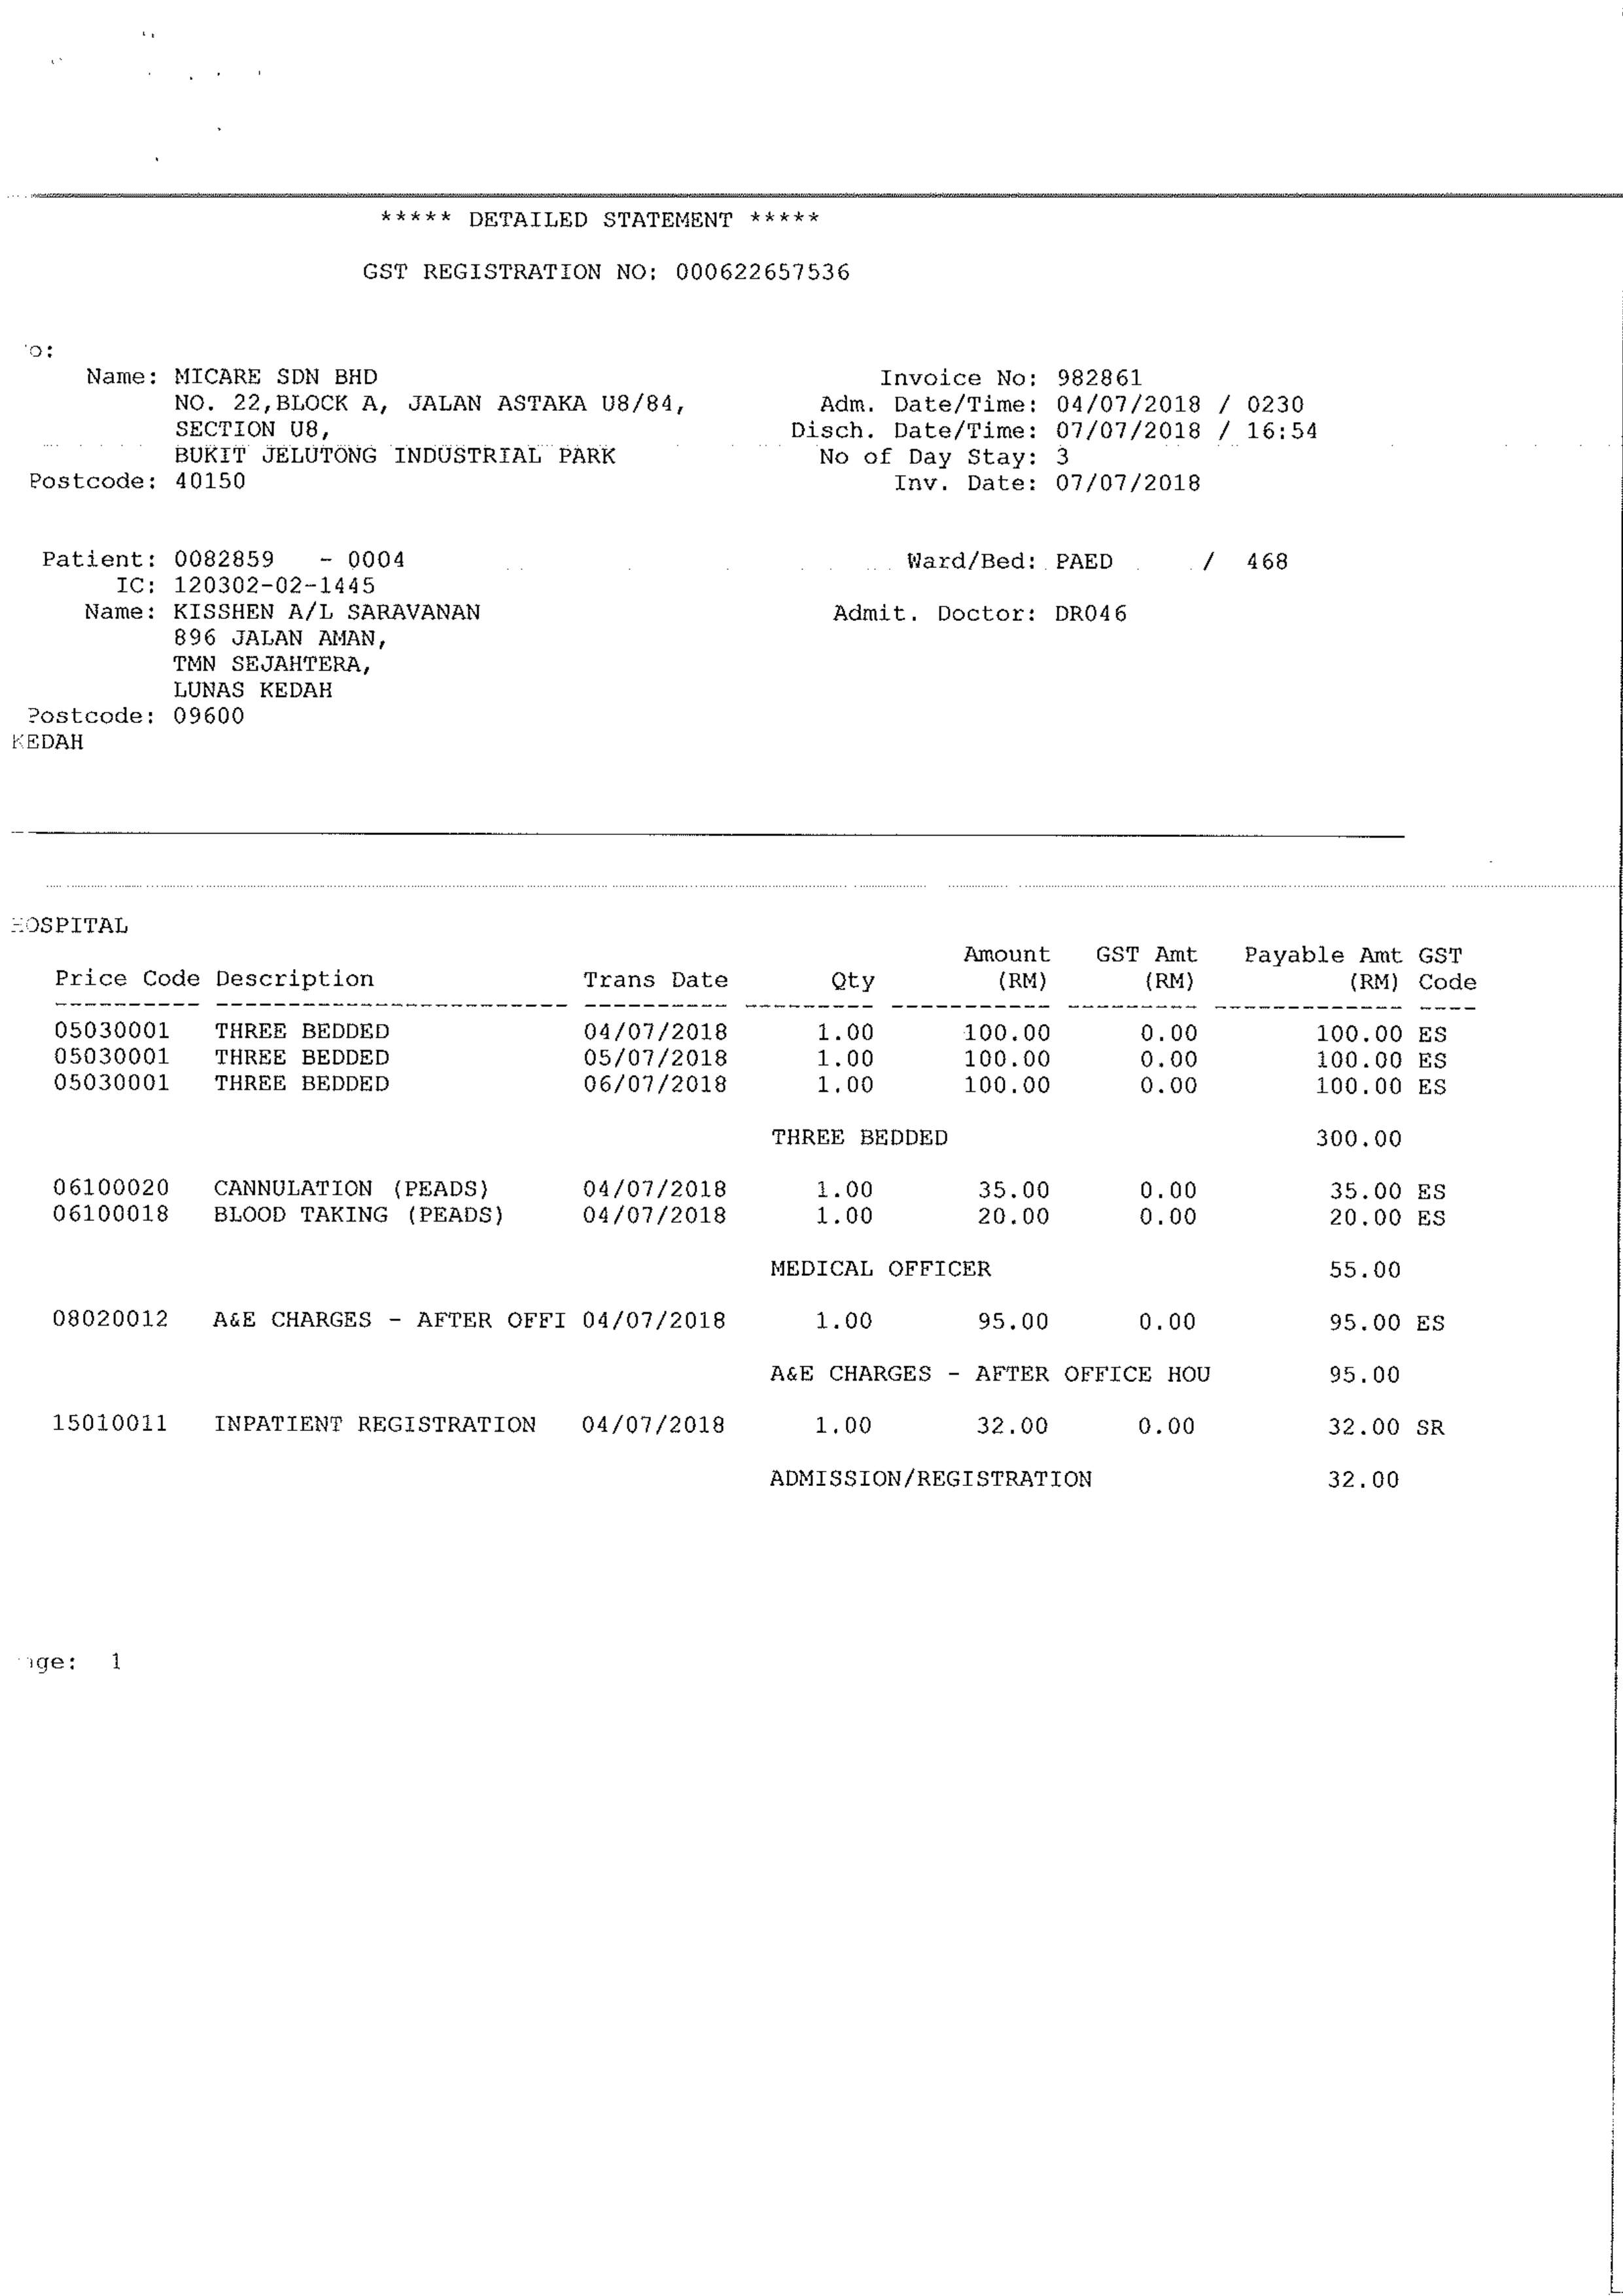 ***** DETAILED STATEMENT *****
GST REGISTRATION NO: 000622657536
o:
Name: MICARE SDN BHD Invoice No: 982861
NO. 22,BLOCK A, JALAN ASTAKA U8/84, Adm. Date/Time: 04/07/2018 / 0230
SECTION U8, Disch. Date/Time: 07/07/2018 / 16:54
BUKIT JELUTONG INDUSTRIAL PARK No of Day Stay: 3
Postcode: 40150 Inv. Date: 07/07/2018
Patient: 0082859 - 0004 Ward/Bed: PAED / 468
IC: 120302-02-1445
Name: KISSHEN A/L SARAVANAN Admit. Doctor: DR046
896 JALAN AMAN,
TMN SEJAHTERA,
LUNAS KEDAH
Postcode: 09600
KEDAH
HOSPITAL
Amount GST Amt Payable Amt GST
Price Code Description Trans Date Qty (RM) (RM) (RM) Code
05030001 THREE BEDDED 04/07/2018 1.00 100.00 0.00 100.00 ES
05030001 THREE BEDDED 05/07/2018 1.00 100.00 0.00 100.00 ES
05030001 THREE BEDDED 06/07/2018 1.00 100.00 0.00 100.00 ES
THREE BEDDED 300.00
06100020 CANNULATION (PEADS) 04/07/2018 1.00 35.00 0.00 35.00 ES
06100018 BLOOD TAKING (PEADS) 04/07/2018 1.00 20.00 0.00 20.00 ES
MEDICAL OFFICER 55.00
08020012 A&E CHARGES - AFTER OFFI 04/07/2018 1.00 95.00 0.00 95.00 ES
A&E CHARGES - AFTER OFFICE HOU 95.00
15010011 INPATIENT REGISTRATION 04/07/2018 1.00 32.00 0.00 32.00 SR
ADMISSION/REGISTRATION 32.00
age: 1